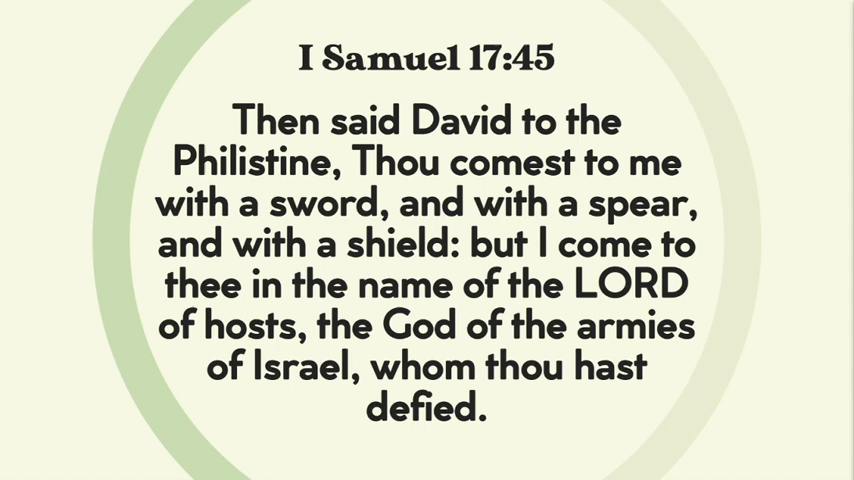 I Samuel 17:45
Then said David to the
Philistine, Thou comest to me
with a sword, and with a spear,
and with a shield: but I come to
thee in the name of the LORD
of hosts, the God of the armies
of Israel, whom thou hast
defied.